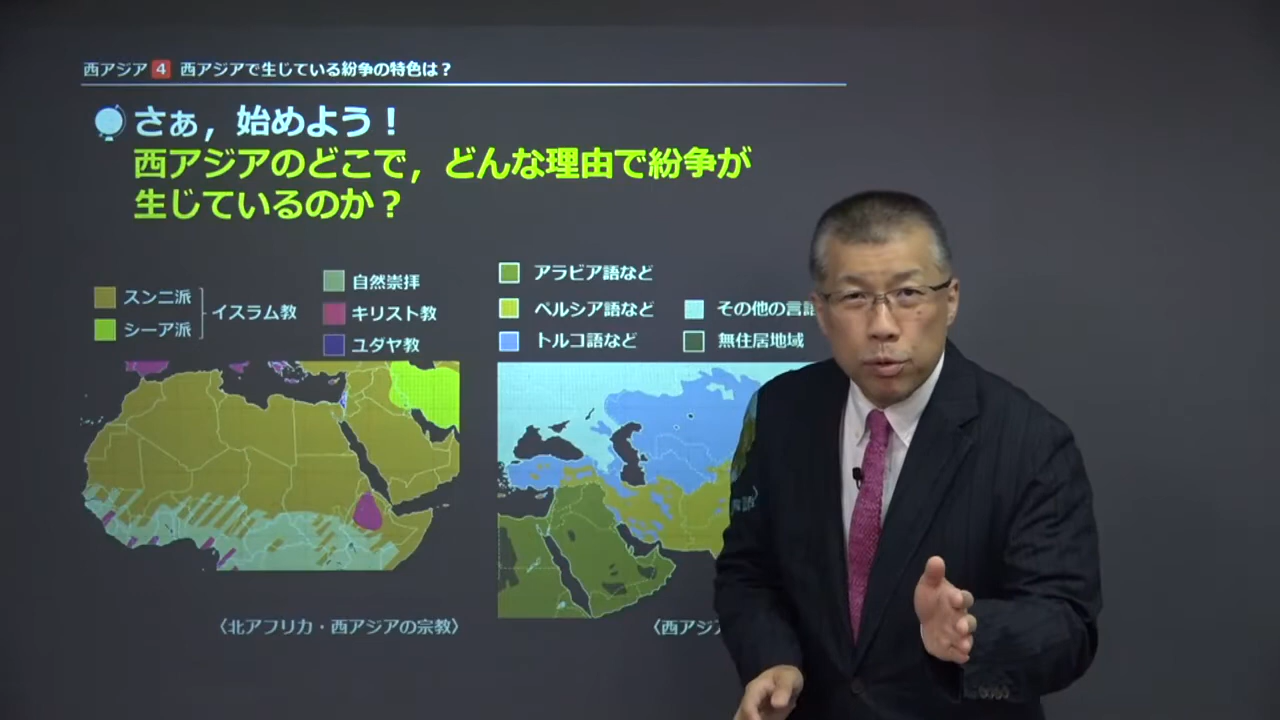 西アジア 4 西アジアで生じている紛争の特色は？
さぁ，始めよう！
西アジアのどこで，どんな理由で紛争が
生じているのか？
スンニ派
シーア派
イスラム教
自然崇拝
キリスト教
ユダヤ教
アラビア語など
ペルシア語など
トルコ語など
その他の言語
無住居地域
〈北アフリカ・西アジアの宗教〉
〈西アジア
言語〉